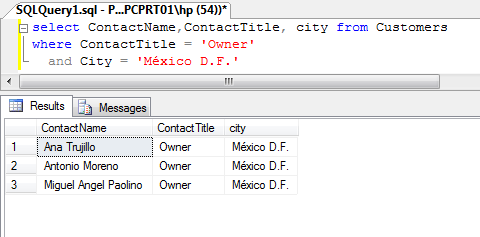 SQLQuery1.sql - P...PCPRT01\hp (54))*
select ContactName,ContactTitle, city from Customers
where ContactTitle = 'Owner'
and City = 'México D.F.'
Results Messages
ContactName ContactTitle city
1 Ana Trujillo Owner México D.F.
2 Antonio Moreno Owner México D.F.
3 Miguel Angel Paolino Owner México D.F.